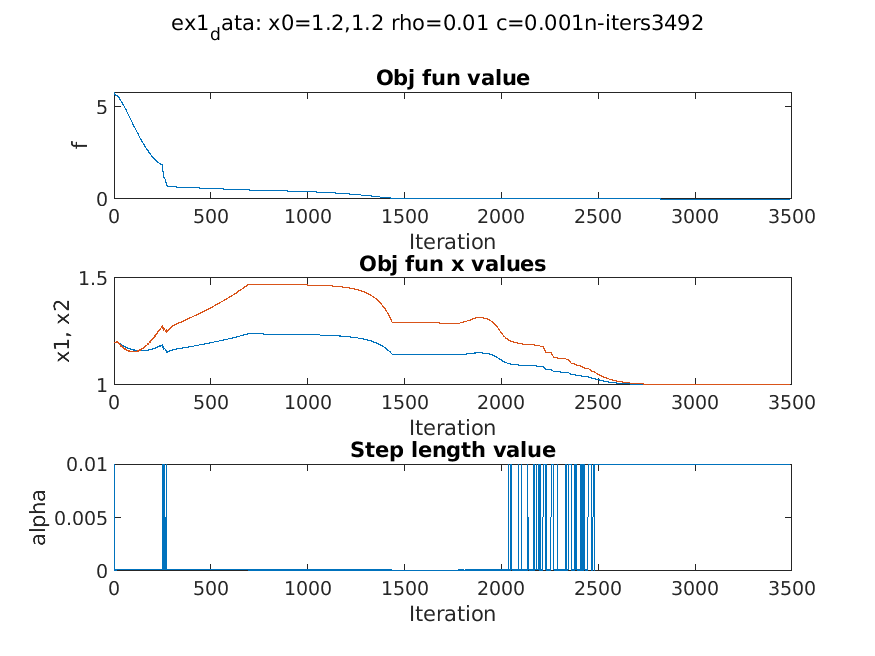 ex1_data: x0=1.2,1.2 rho=0.01 c=0.001n-iters3492
Obj fun value
5
f
0
0 500 1000 1500 2000 2500 3000 3500
Iteration
Obj fun x values
1.5
x1, x2
1
0 500 1000 1500 2000 2500 3000 3500
Iteration
Step length value
0.01
alpha
0.005
0
0 500 1000 1500 2000 2500 3000 3500
Iteration